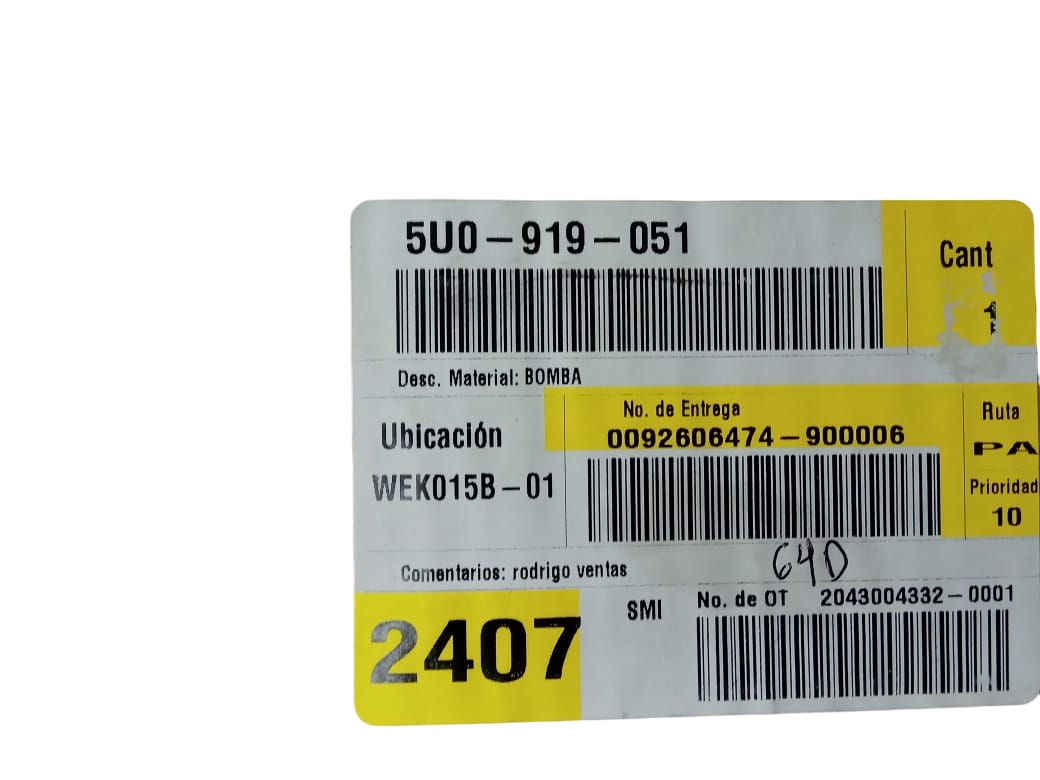 5U0-919-051
Cant
1
Desc. Material: BOMBA
No. de Entrega
0092606474-900006
Ruta
PA
Ubicación
WEK015B-01
Prioridad
10
Comentarios: rodrigo ventas
64D
2407
SMI
No. de OT 2043004332-0001